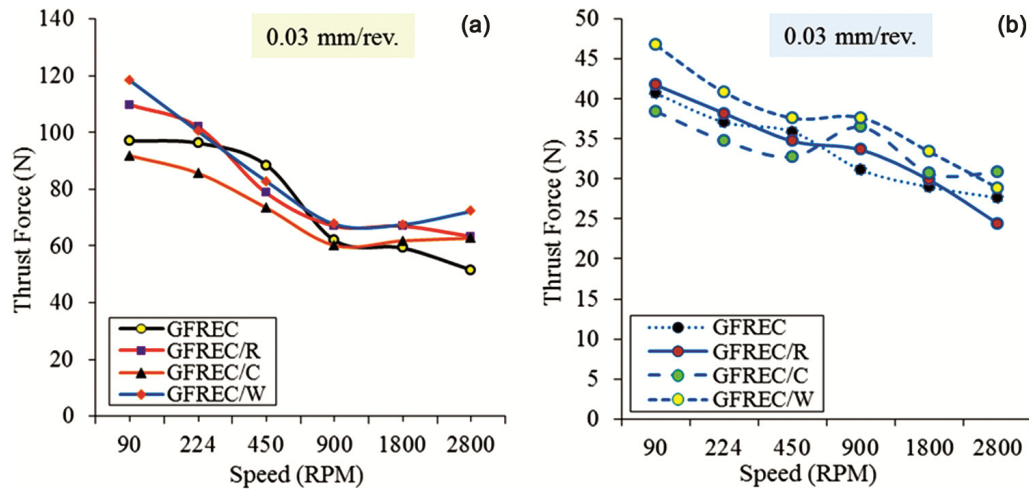 (a)
0.03 mm/rev.
Thrust Force (N)
140
120
100
80
60
40
20
0
GFREC
GFREC/R
GFREC/C
GFREC/W
90 224 450 900 1800 2800
Speed (RPM)
(b)
0.03 mm/rev.
Thrust Force (N)
50
45
40
35
30
25
20
15
10
5
0
GFREC
GFREC/R
GFREC/C
GFREC/W
90 224 450 900 1800 2800
Speed (RPM)